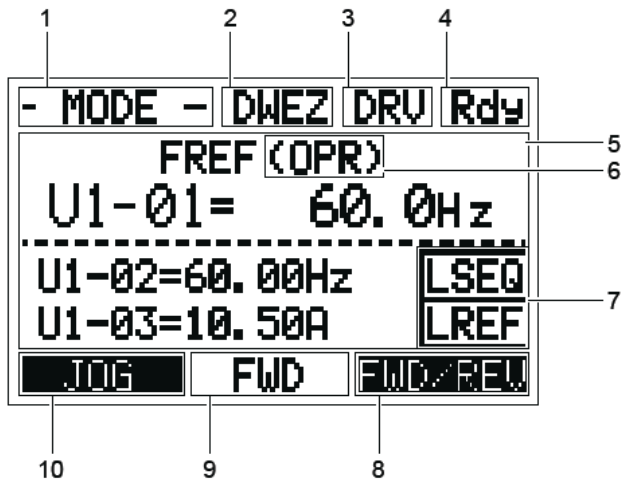 1 2 3 4
- MODE - DWEZ DRV Rdy
5
FREF (OPR)
6
U1-01= 60.0Hz
U1-02=60.00Hz LSEQ
7
U1-03=10.50A LREF
JOG FWD FWD/REV
10 9 8